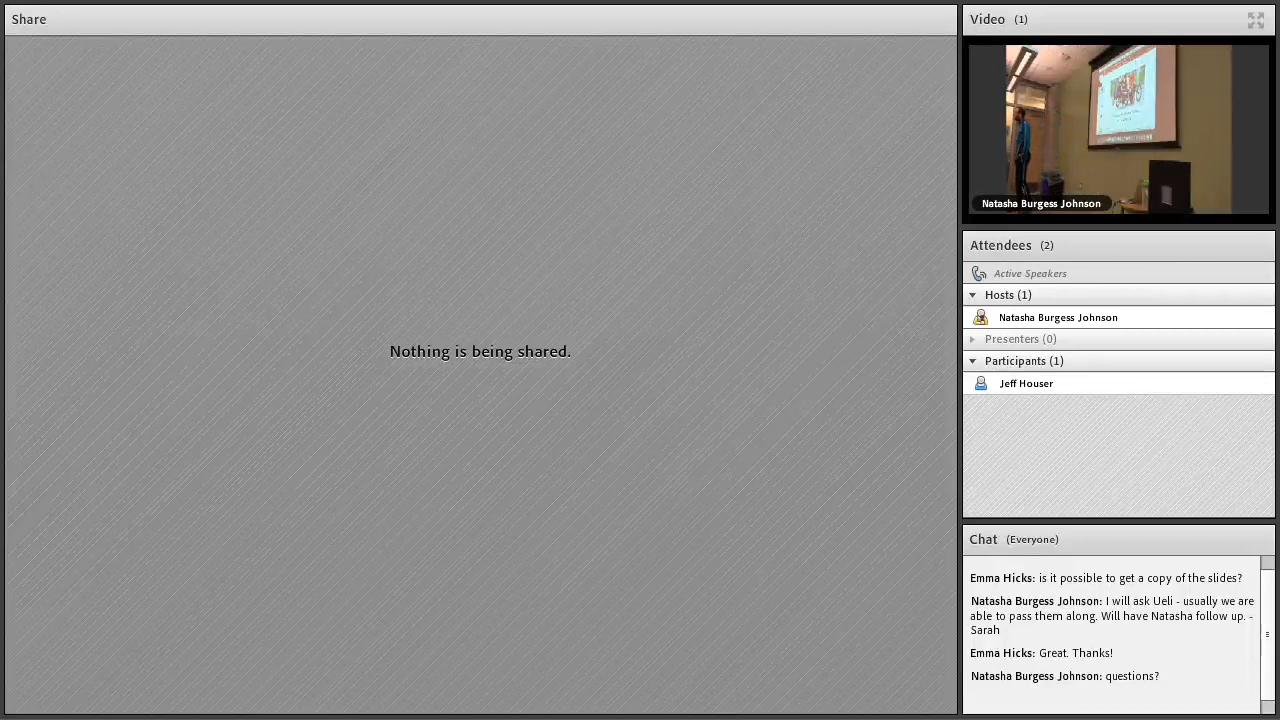 Share
Nothing is being shared.
Video (1)
Natasha Burgess Johnson
Attendees (2)
Active Speakers
Hosts (1)
Natasha Burgess Johnson
Presenters (0)
Participants (1)
Jeff Houser
Chat (Everyone)
Emma Hicks: is it possible to get a copy of the slides?
Natasha Burgess Johnson: I will ask Ueli - usually we are
able to pass them along. Will have Natasha follow up. -
Sarah
Emma Hicks: Great. Thanks!
Natasha Burgess Johnson: questions?